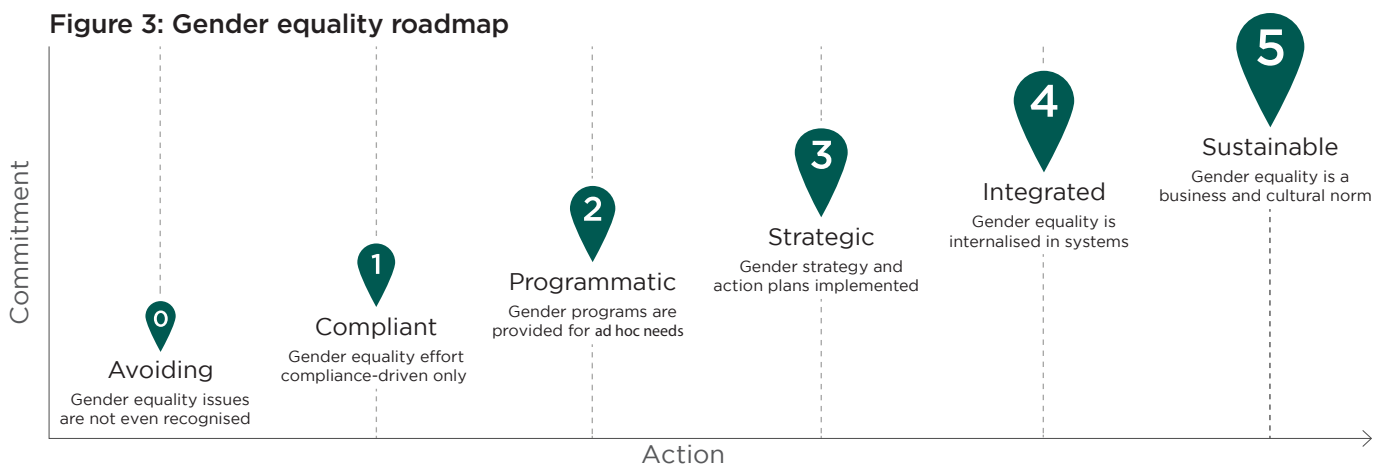 Figure 3: Gender equality roadmap
Commitment
0
Avoiding
Gender equality issues
are not even recognised
1
Compliant
Gender equality effort
compliance-driven only
2
Programmatic
Gender programs are
provided for ad hoc needs
3
Strategic
Gender strategy and
action plans implemented
4
Integrated
Gender equality is
internalised in systems
5
Sustainable
Gender equality is a
business and cultural norm
Action